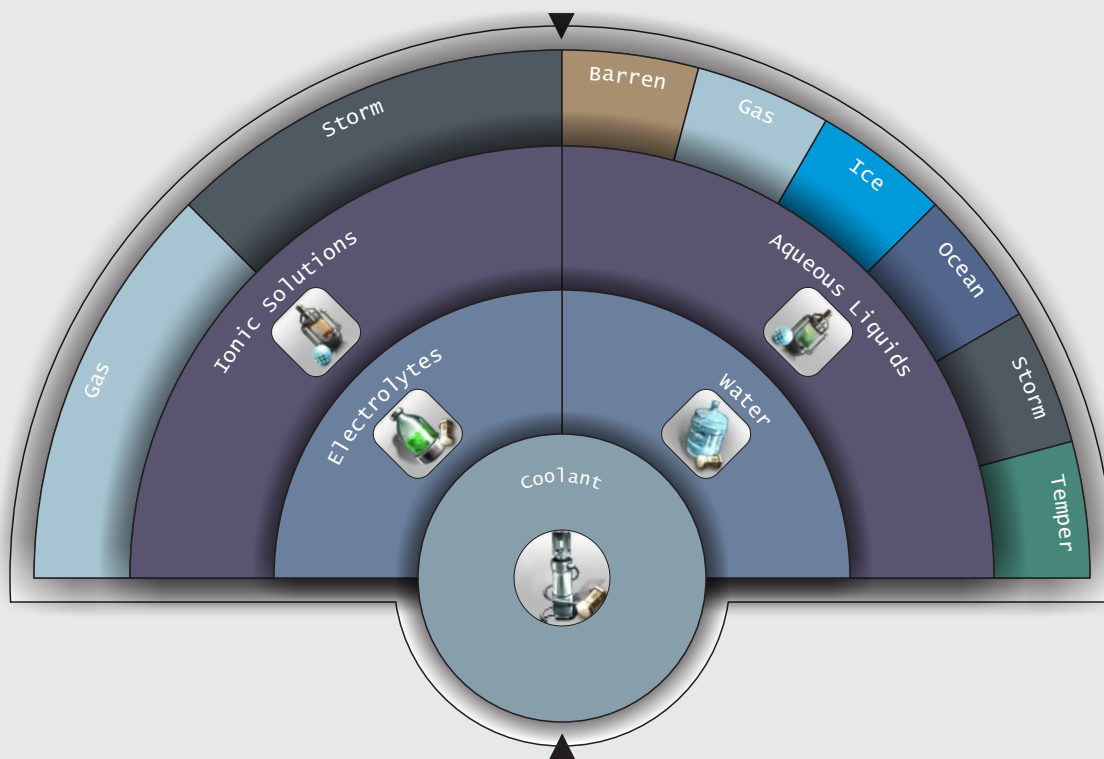 Storm
Barren
Gas
Ice
Ocean
Storm
Temper
Gas
Ionic Solutions
Aqueous Liquids
Electrolytes
Water
Coolant